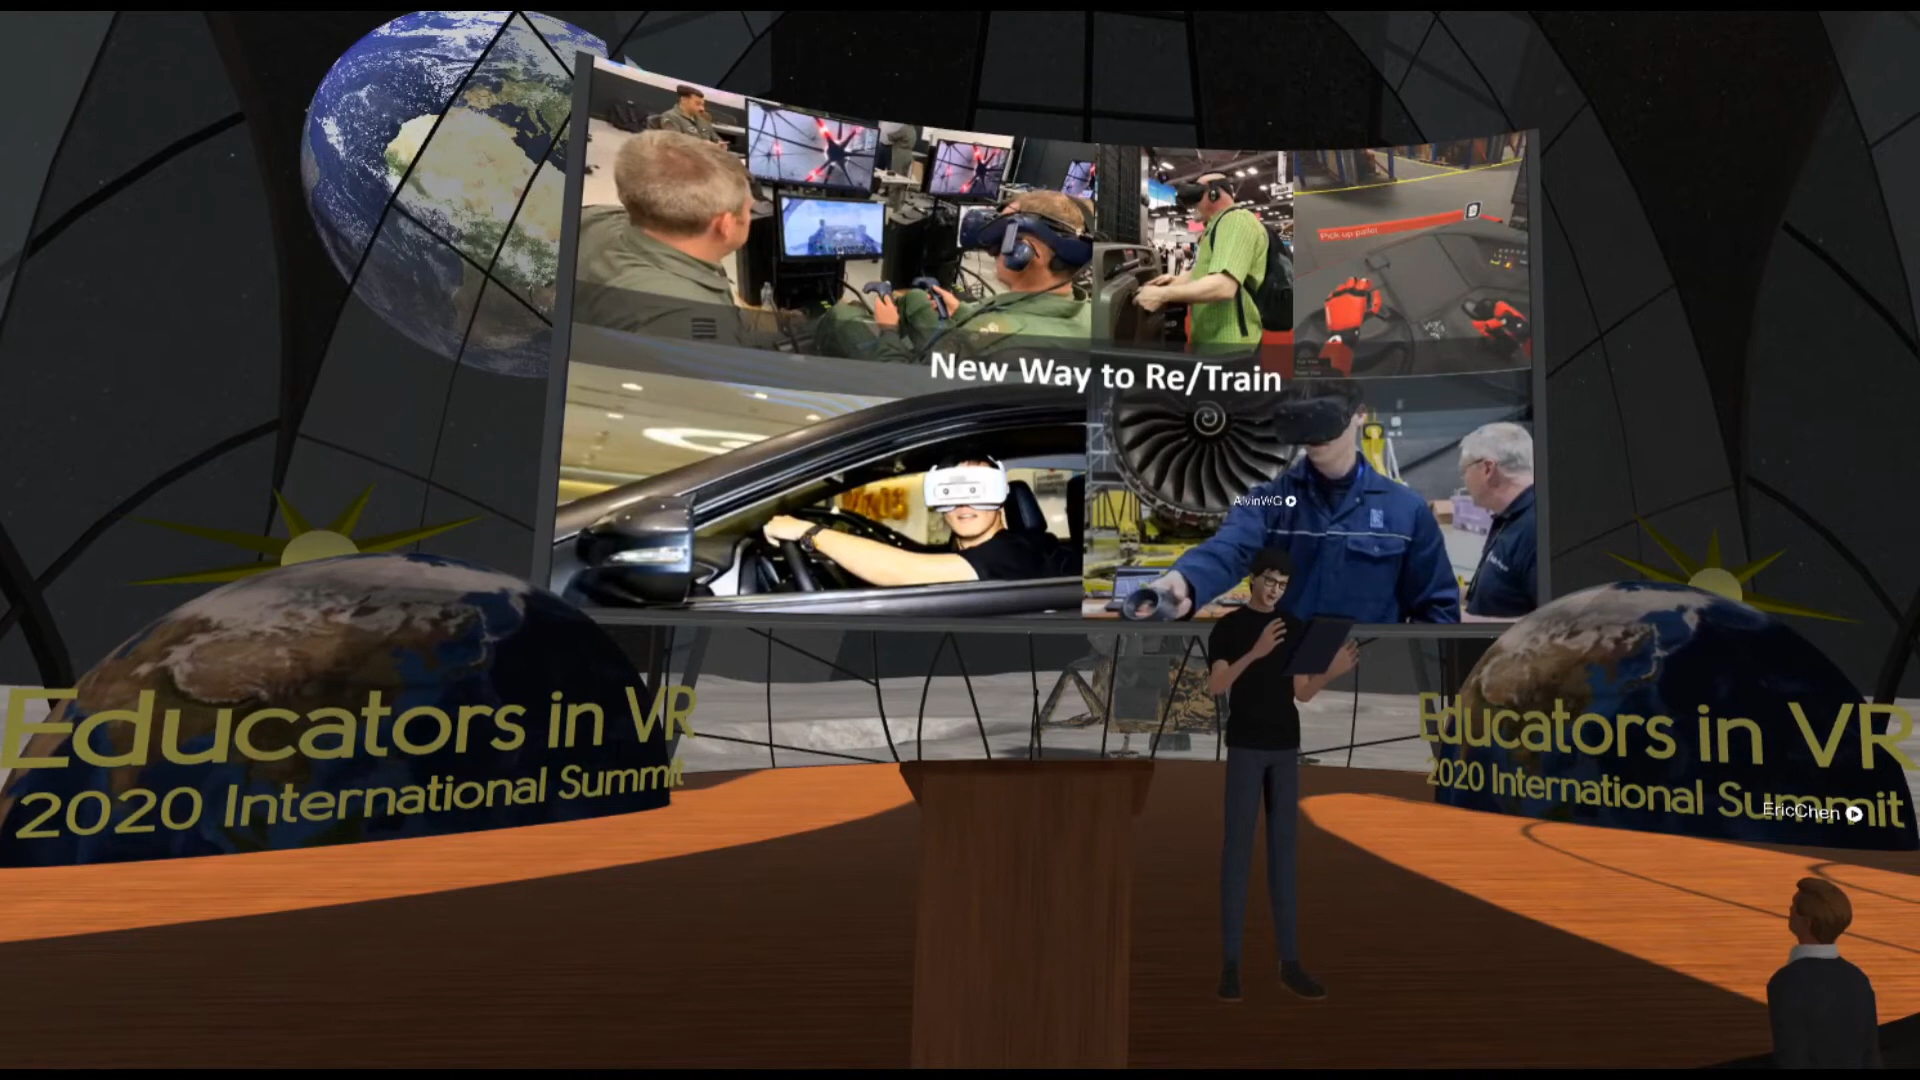 Pick up pallet
New Way to Re/Train
AlvinWG
Educators in VR
2020 International Summit
Educators in VR
2020 International Summit
EricChen